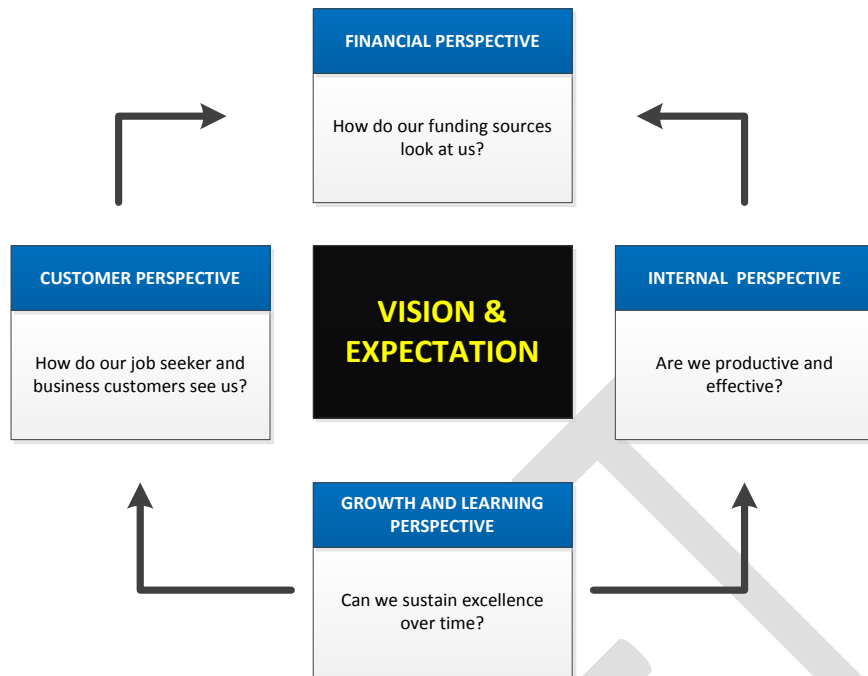 FINANCIAL PERSPECTIVE
How do our funding sources
look at us?
CUSTOMER PERSPECTIVE
How do our job seeker and
business customers see us?
VISION &
EXPECTATION
INTERNAL PERSPECTIVE
Are we productive and
effective?
GROWTH AND LEARNING
PERSPECTIVE
Can we sustain excellence
over time?